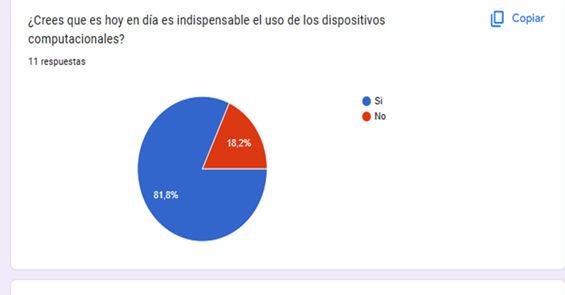 ¿Crees que es hoy en día es indispensable el uso de los dispositivos
computacionales?
Copiar
11 respuestas
Si
No
18,2%
81,8%